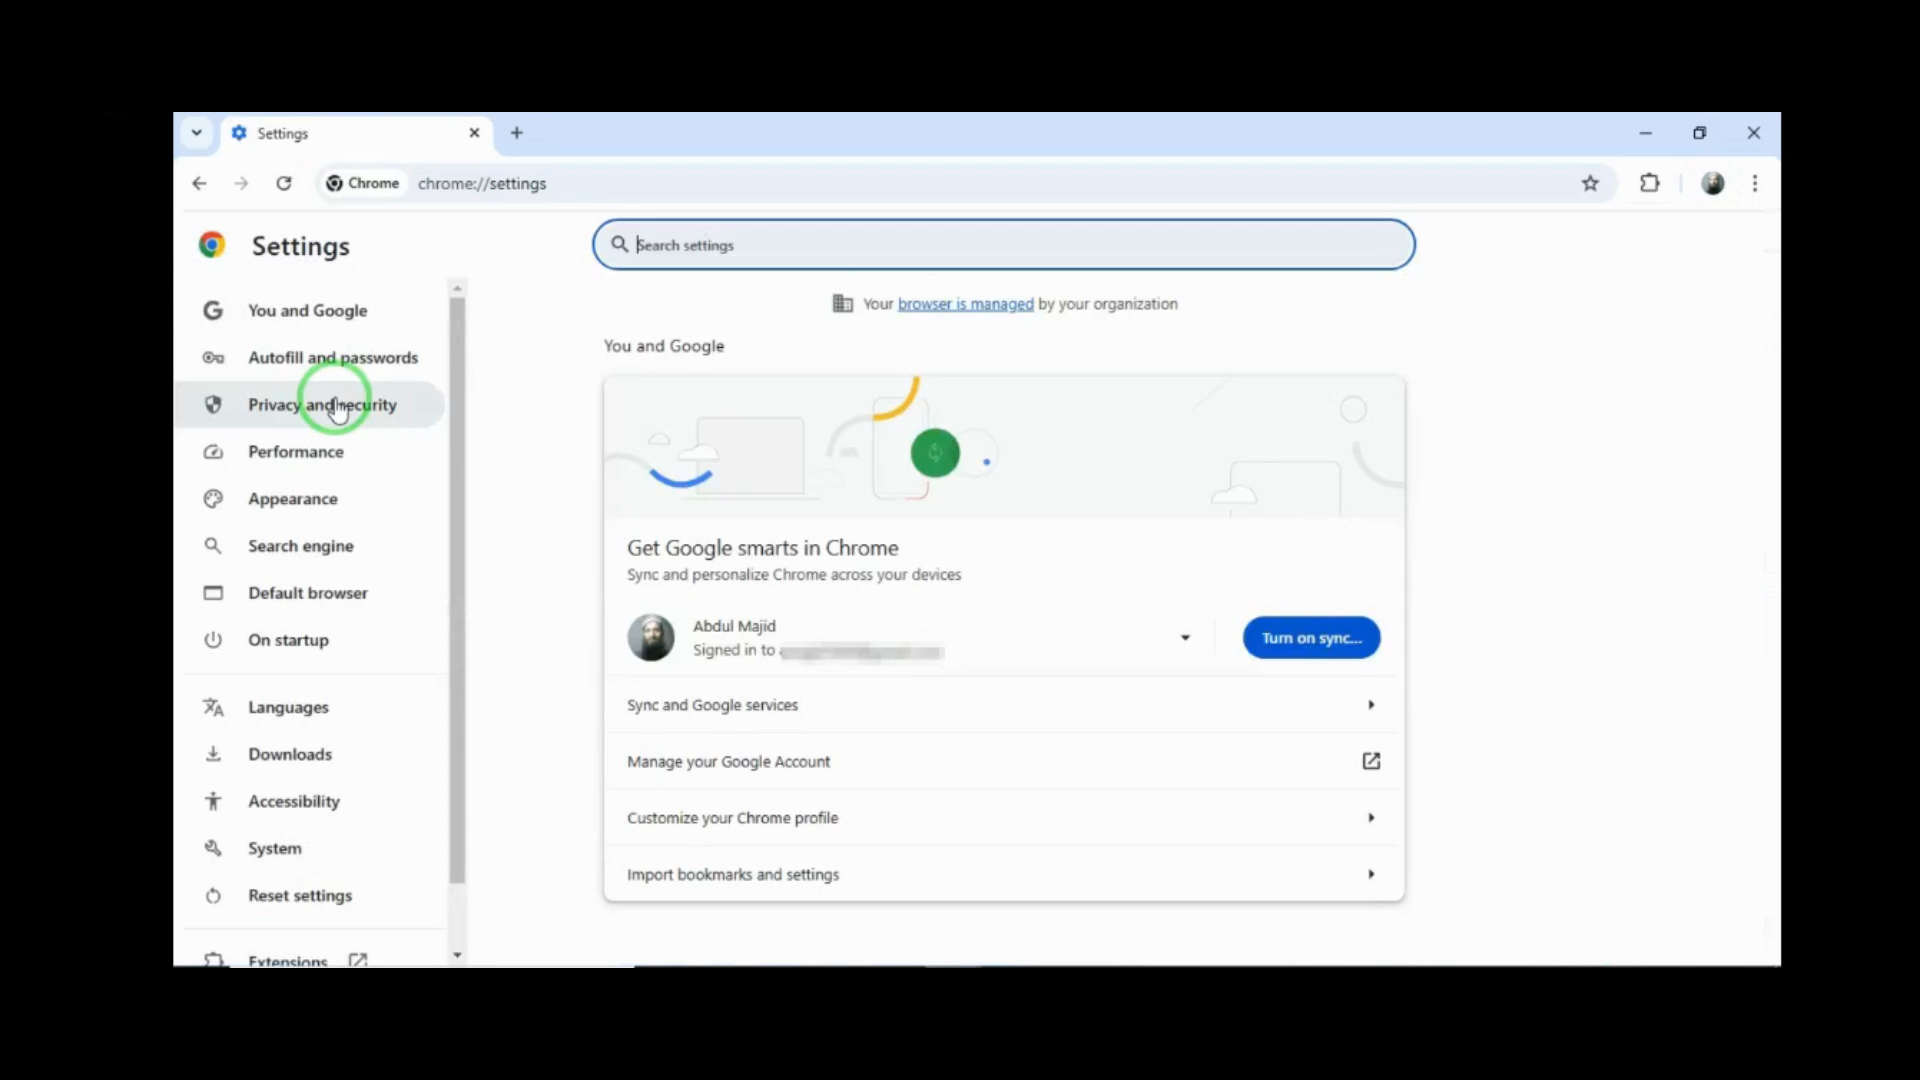 Settings
Chrome
chrome://settings
Settings
Search settings
Your browser is managed by your organization
You and Google
Autofill and passwords
Privacy and security
Performance
Appearance
Search engine
Default browser
On startup
Languages
Downloads
Accessibility
System
Reset settings
Extensions
You and Google
Get Google smarts in Chrome
Sync and personalize Chrome across your devices
Abdul Majid
Signed in to
Turn on sync...
Sync and Google services
Manage your Google Account
Customize your Chrome profile
Import bookmarks and settings